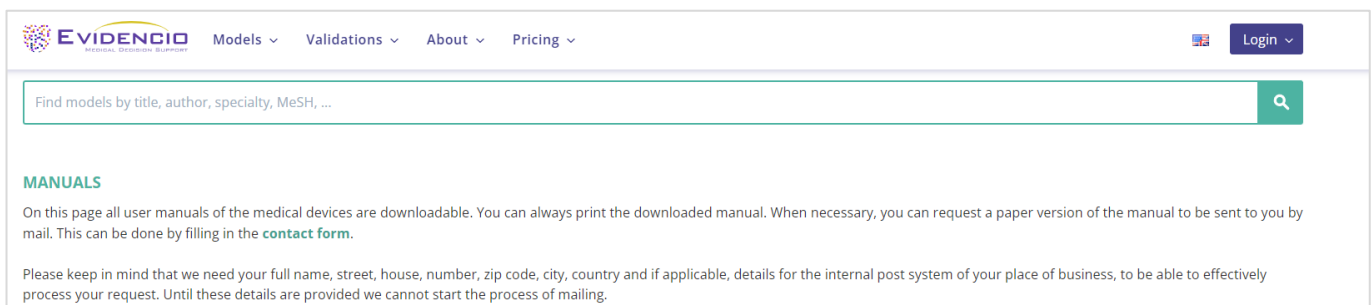 EVIDENCIO Models Validations About Pricing Login
MEDICAL DECISION SUPPORT
Find models by title, author, specialty, MeSH, ...
MANUALS
On this page all user manuals of the medical devices are downloadable. You can always print the downloaded manual. When necessary, you can request a paper version of the manual to be sent to you by
mail. This can be done by filling in the contact form.
Please keep in mind that we need your full name, street, house, number, zip code, city, country and if applicable, details for the internal post system of your place of business, to be able to effectively
process your request. Until these details are provided we cannot start the process of mailing.